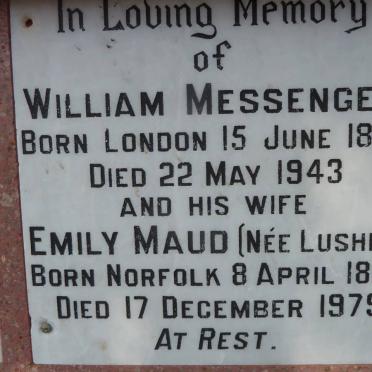 In Loving Memory
of
WILLIAM MESSENGE
BORN LONDON 15 JUNE 18
DIED 22 MAY 1943
AND HIS WIFE
EMILY MAUD (NÉE LUSH
BORN NORFOLK 8 APRIL 18
DIED 17 DECEMBER 1979
AT REST.